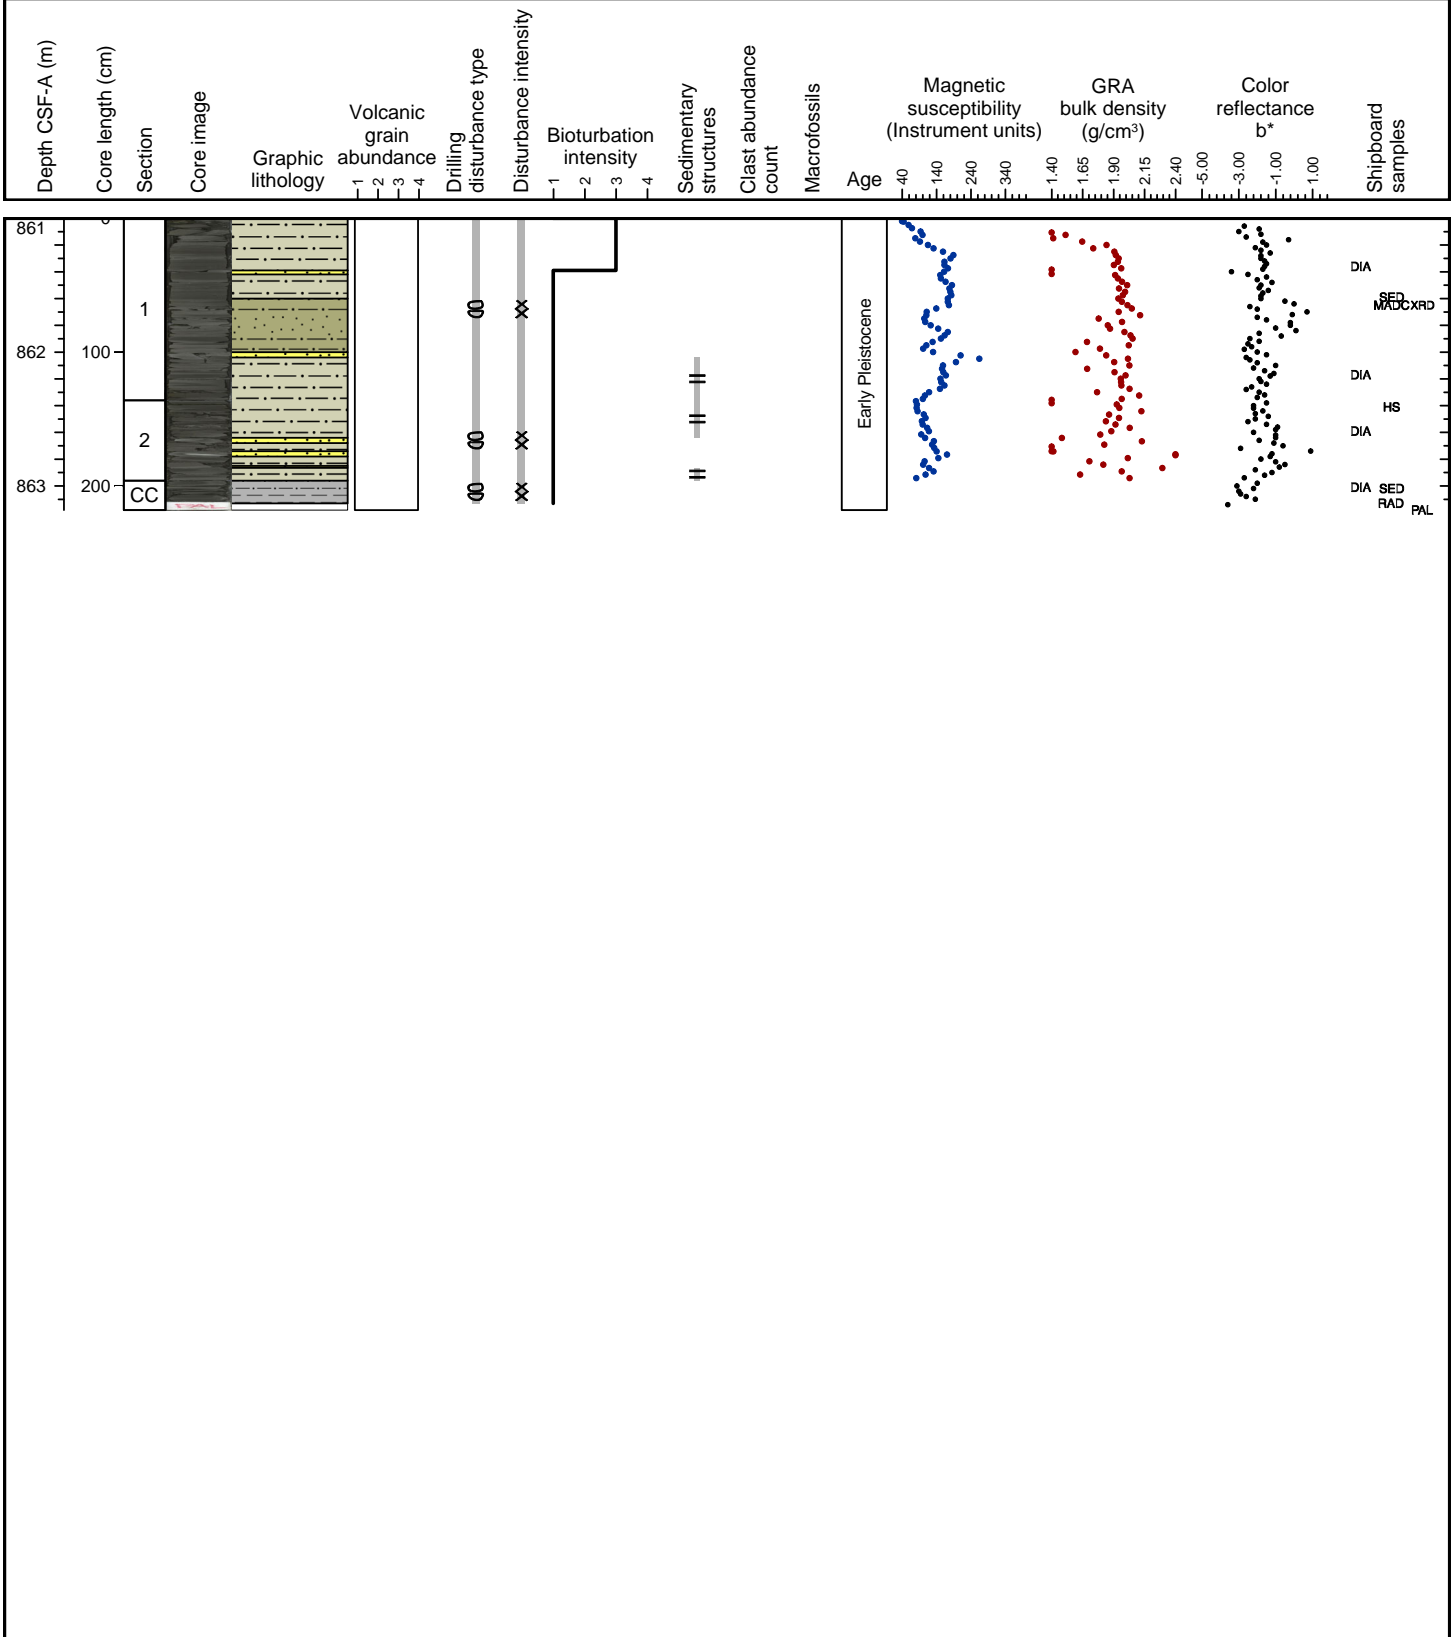 Depth CSF-A (m)
Core length (cm)
Section
Core image
Graphic
lithology
Volcanic
grain
abundance
1 2 3 4
Drilling
disturbance type
Disturbance intensity
Bioturbation
intensity
1 2 3 4
Sedimentary
structures
Clast abundance
count
Macrofossils
Age
Magnetic
susceptibility
(Instrument units)
40 140 240 340
GRA
bulk density
(g/cm³)
1.40 1.65 1.90 2.15 2.40
Color
reflectance
b*
-5.00 -3.00 -1.00 1.00
Shipboard
samples
861
862
863
0
100
200
1
2
CC
PAL
Early Pleistocene
DIA
SED
MADCXRD
DIA
HS
DIA
DIA SED
RAD PAL